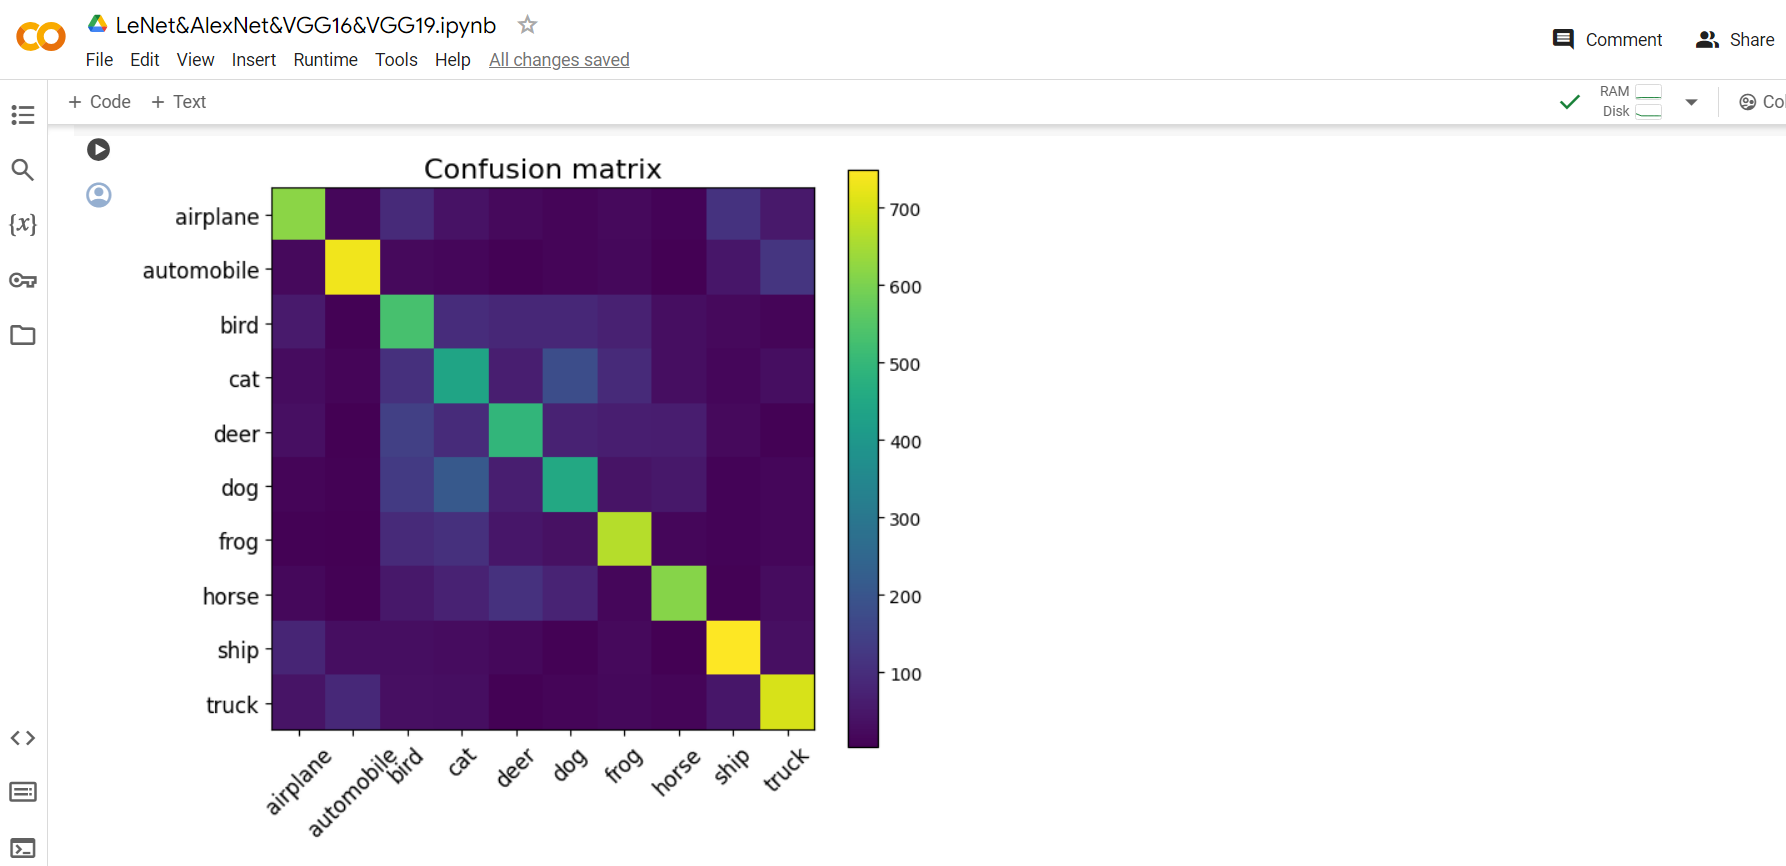 LeNet&AlexNet&VGG16&VGG19.ipynb
File Edit View Insert Runtime Tools Help All changes saved
Comment
Share
+ Code + Text
RAM
Disk
Col
{x}
Confusion matrix
airplane
automobile
bird
cat
deer
dog
frog
horse
ship
truck
airplane automobile bird cat deer dog frog horse ship truck
700
600
500
400
300
200
100